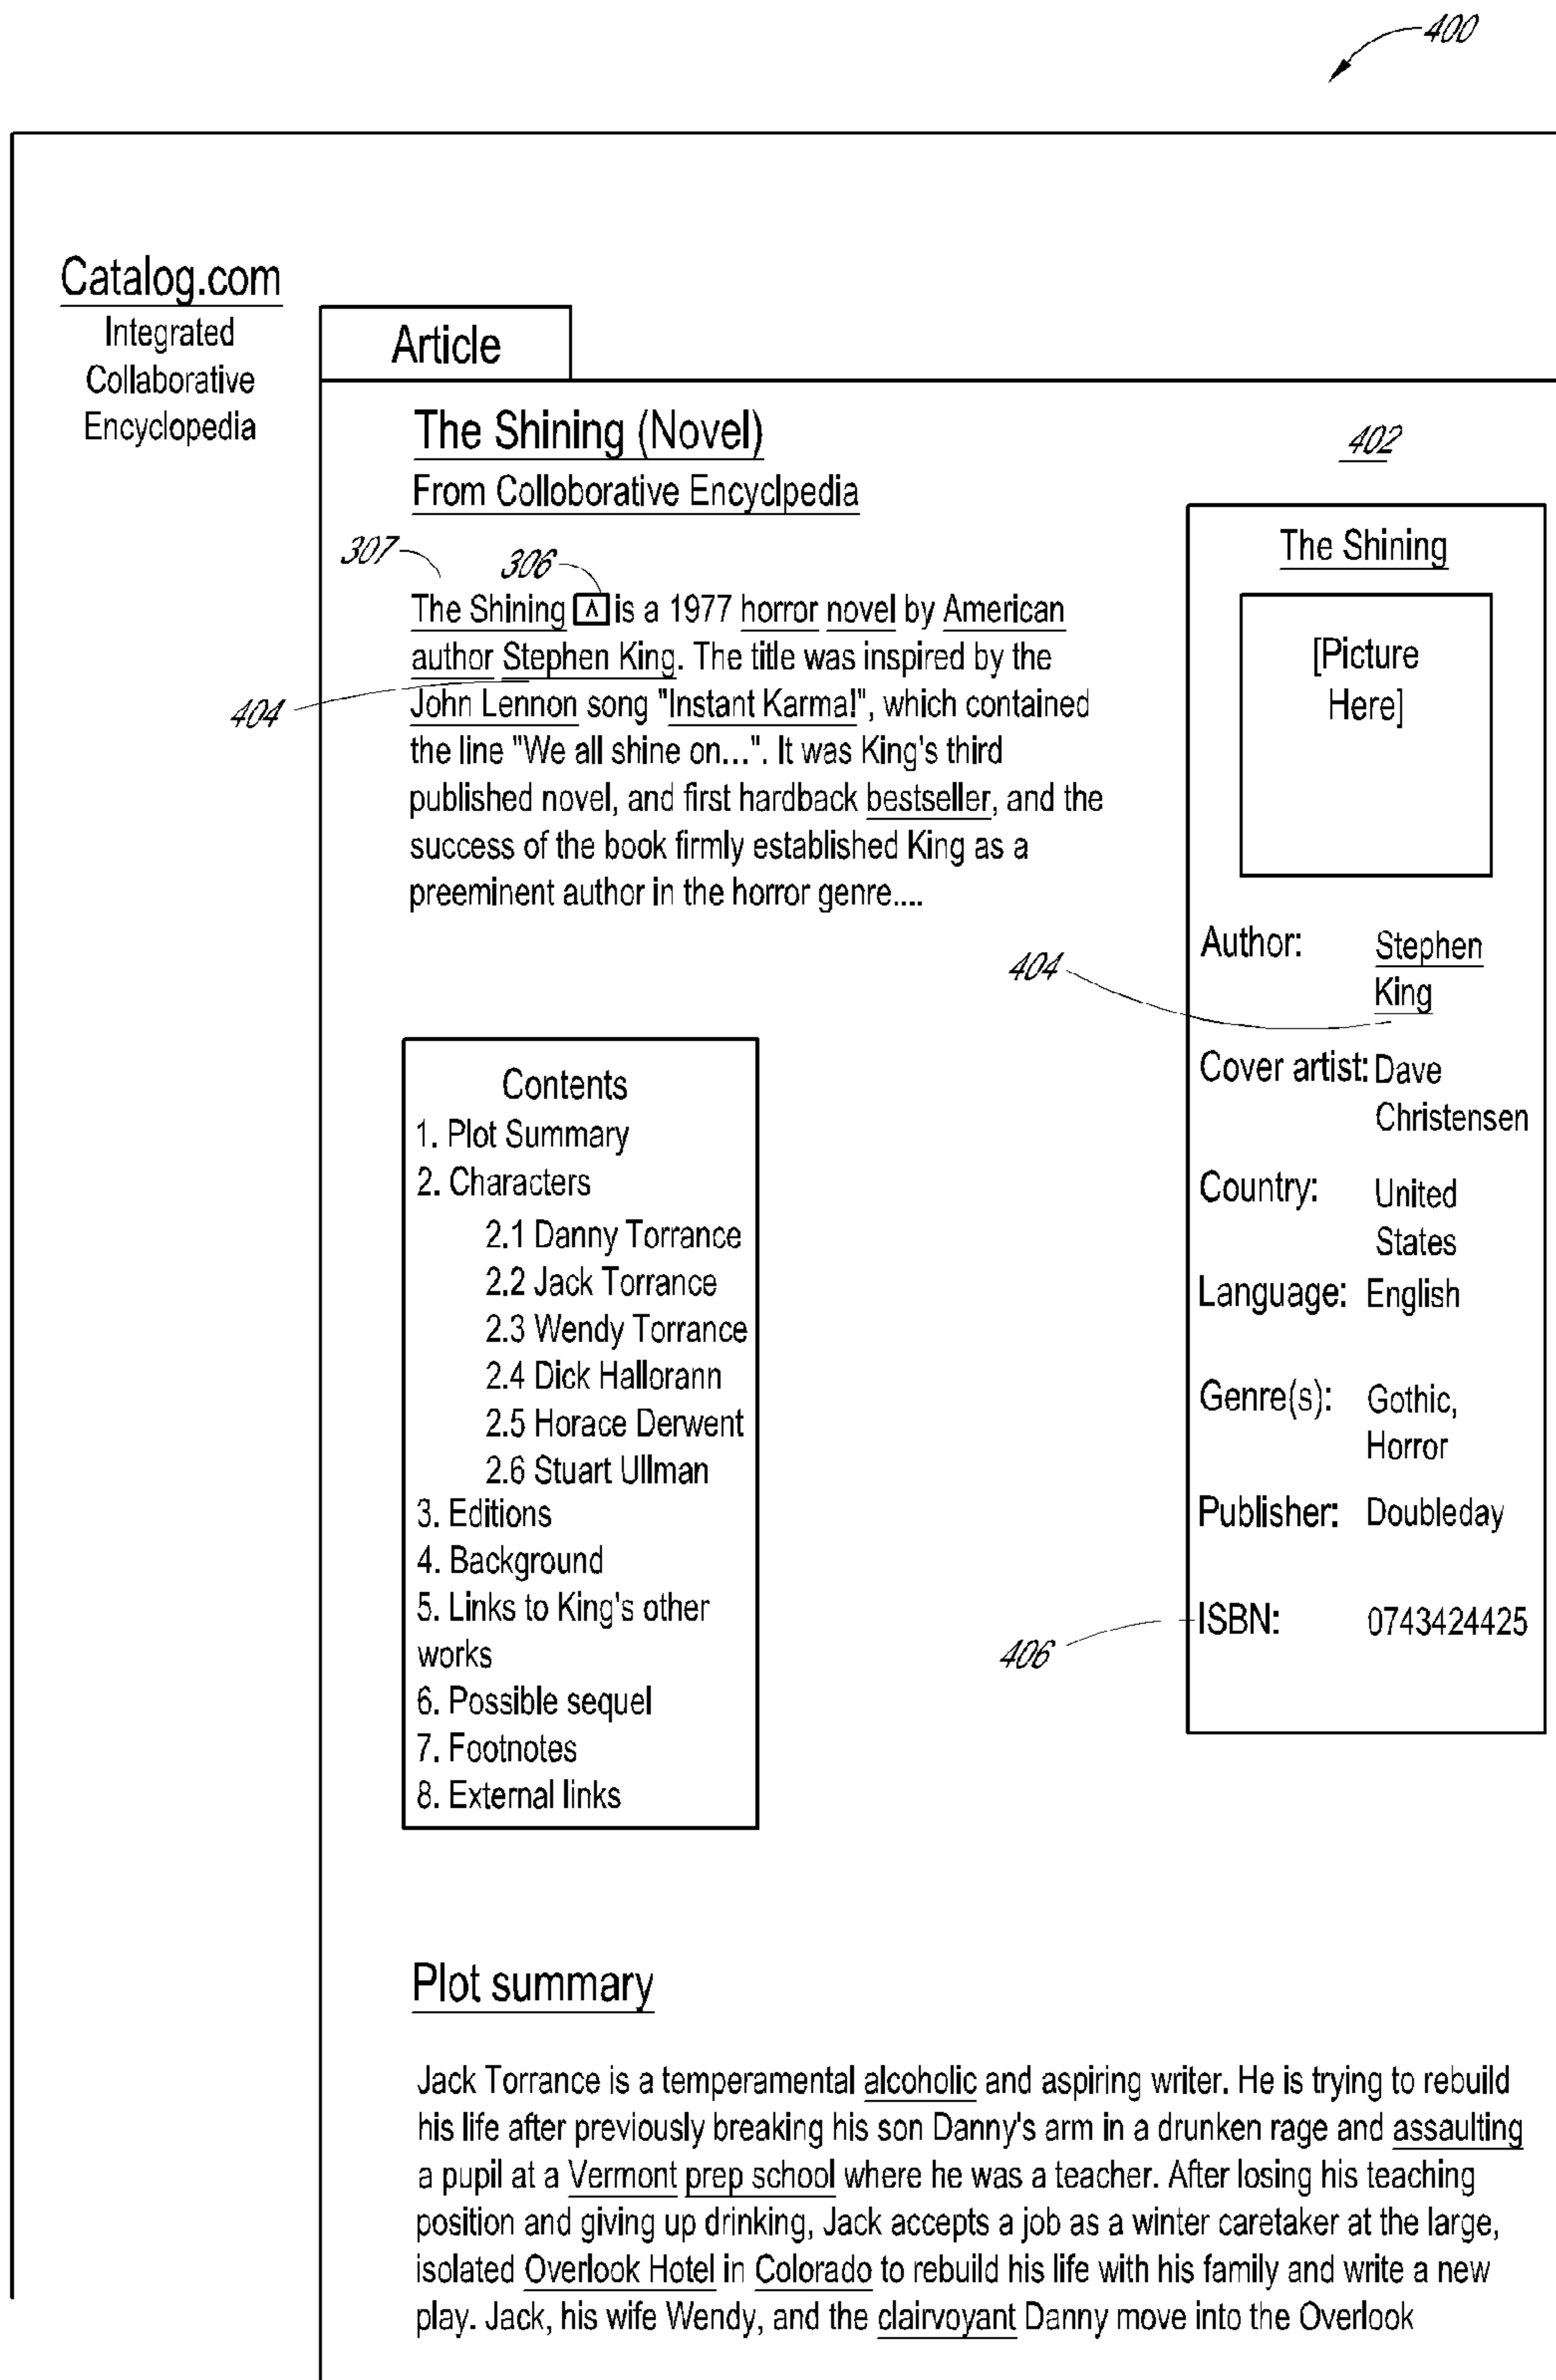 400
Catalog.com
Integrated
Collaborative
Encyclopedia
Article
The Shining (Novel)
From Colloborative Encyclpedia
402
307
306
The Shining ^ is a 1977 horror novel by American
author Stephen King. The title was inspired by the
404
John Lennon song "Instant Karma!", which contained
the line "We all shine on...". It was King's third
published novel, and first hardback bestseller, and the
success of the book firmly established King as a
preeminent author in the horror genre....
Contents
1. Plot Summary
2. Characters
2.1 Danny Torrance
2.2 Jack Torrance
2.3 Wendy Torrance
2.4 Dick Hallorann
2.5 Horace Derwent
2.6 Stuart Ullman
3. Editions
4. Background
5. Links to King's other
works
6. Possible sequel
7. Footnotes
8. External links
The Shining
[Picture
Here]
Author: Stephen
King
404
Cover artist: Dave
Christensen
Country: United
States
Language: English
Genre(s): Gothic,
Horror
Publisher: Doubleday
ISBN: 0743424425
406
Plot summary
Jack Torrance is a temperamental alcoholic and aspiring writer. He is trying to rebuild
his life after previously breaking his son Danny's arm in a drunken rage and assaulting
a pupil at a Vermont prep school where he was a teacher. After losing his teaching
position and giving up drinking, Jack accepts a job as a winter caretaker at the large,
isolated Overlook Hotel in Colorado to rebuild his life with his family and write a new
play. Jack, his wife Wendy, and the clairvoyant Danny move into the Overlook